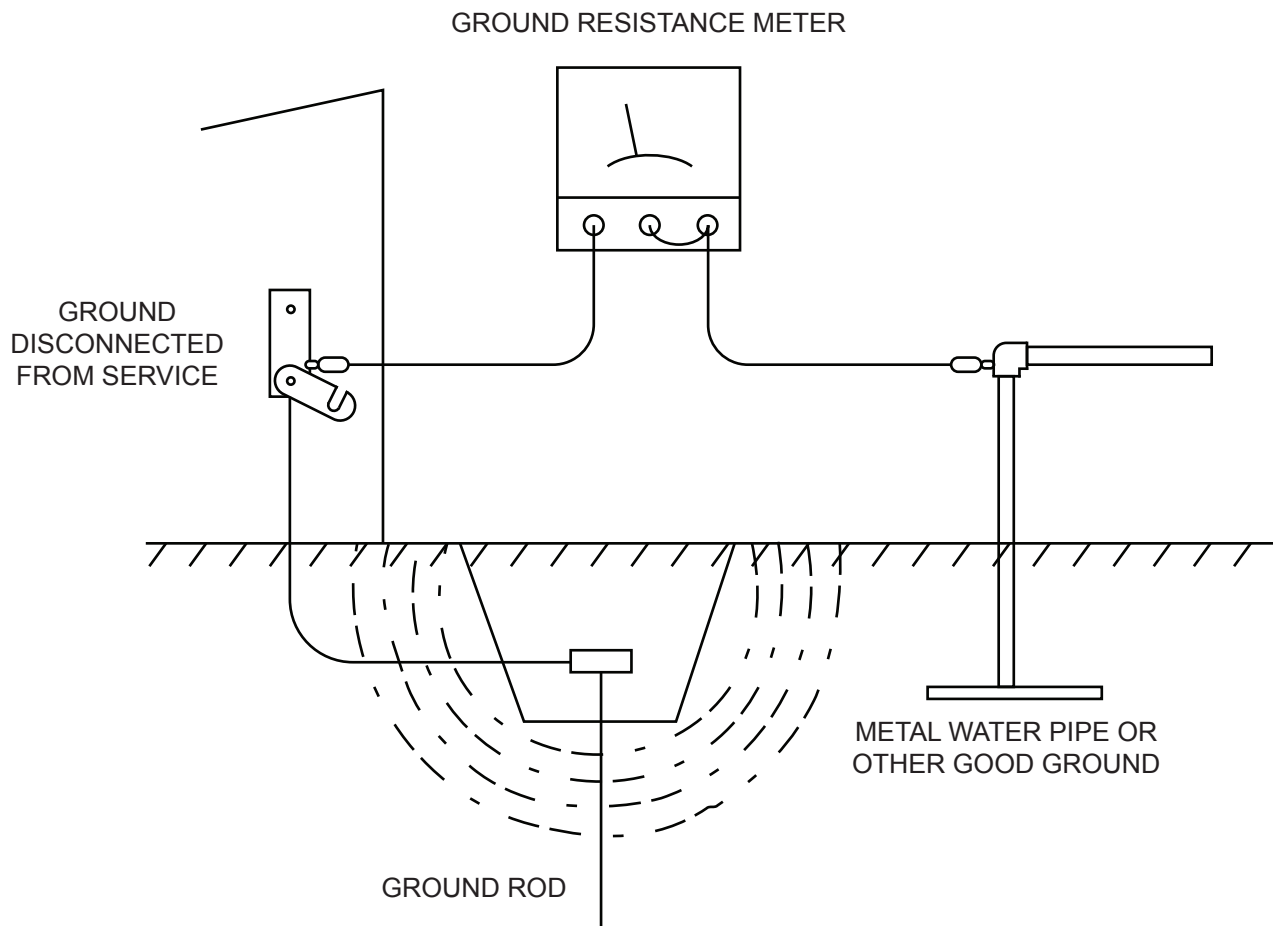 GROUND RESISTANCE METER
GROUND
DISCONNECTED
FROM SERVICE
METAL WATER PIPE OR
OTHER GOOD GROUND
GROUND ROD